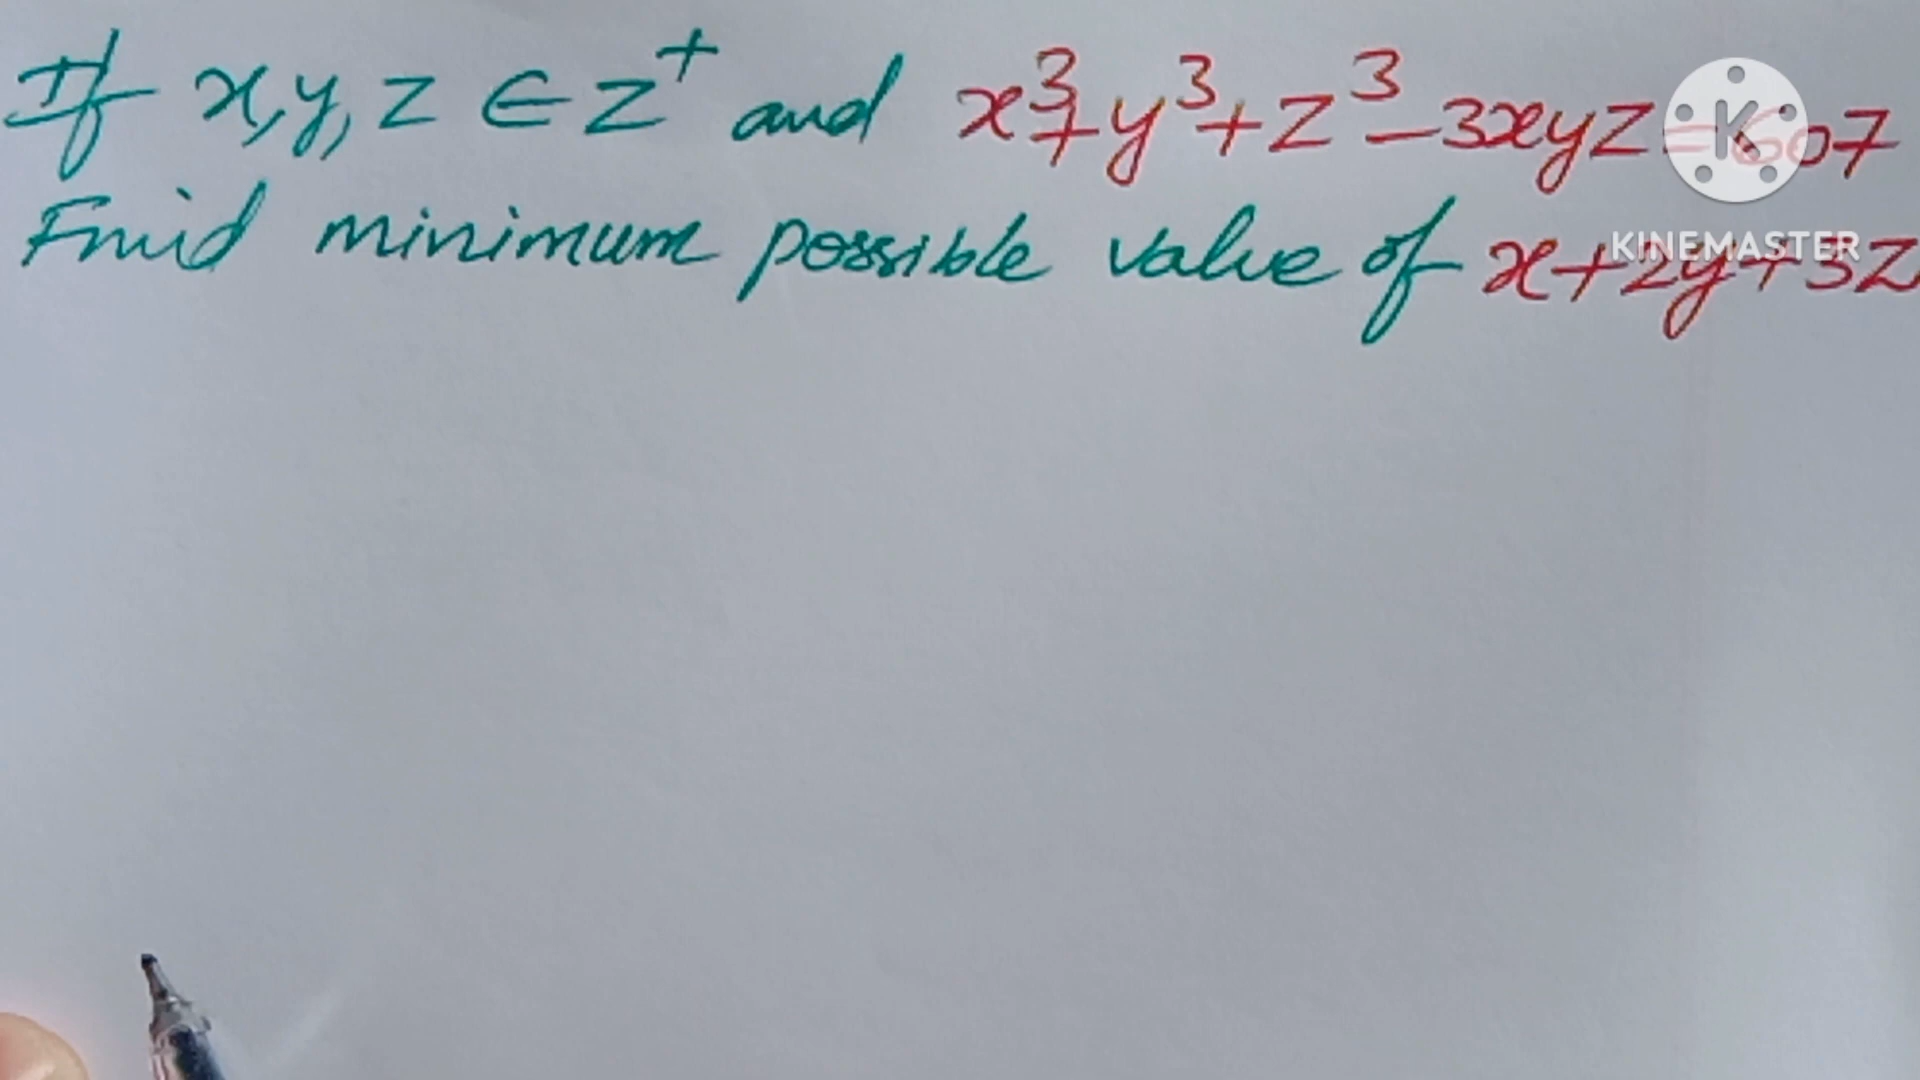 If x,y,z ∈ Z⁺ and x³+y³+z³-3xyz=607
Find minimum possible value of x+2y+3z
K
KINEMASTER